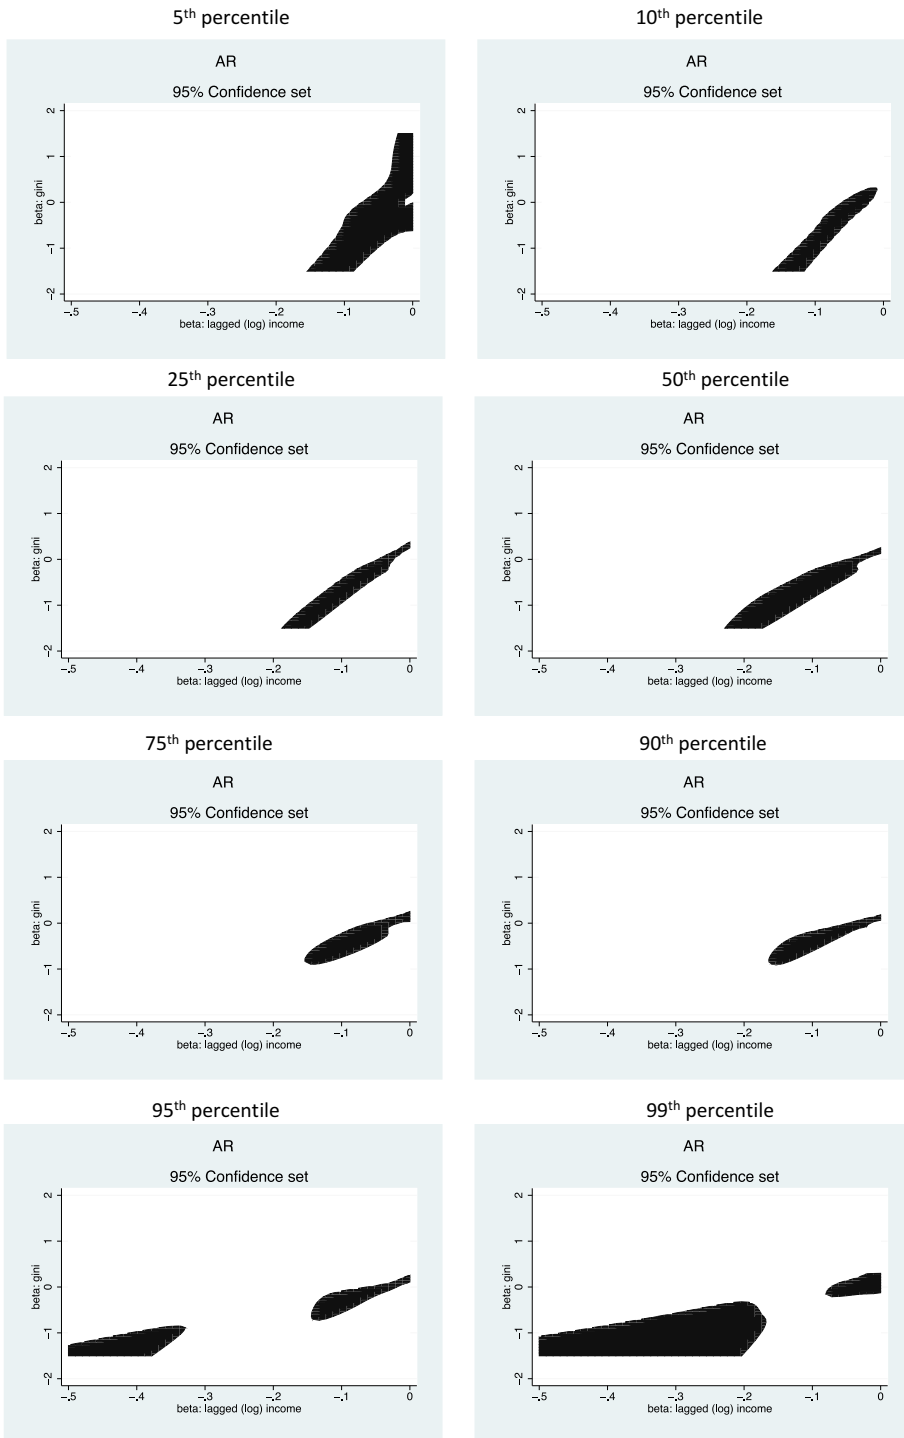 5th percentile
AR
95% Confidence set
beta: gini
2
1
0
−1
−2
−.5 −.4 −.3 −.2 −.1 0
beta: lagged (log) income
10th percentile
AR
95% Confidence set
beta: gini
2
1
0
−1
−2
−.5 −.4 −.3 −.2 −.1 0
beta: lagged (log) income
25th percentile
AR
95% Confidence set
beta: gini
2
1
0
−1
−2
−.5 −.4 −.3 −.2 −.1 0
beta: lagged (log) income
50th percentile
AR
95% Confidence set
beta: gini
2
1
0
−1
−2
−.5 −.4 −.3 −.2 −.1 0
beta: lagged (log) income
75th percentile
AR
95% Confidence set
beta: gini
2
1
0
−1
−2
−.5 −.4 −.3 −.2 −.1 0
beta: lagged (log) income
90th percentile
AR
95% Confidence set
beta: gini
2
1
0
−1
−2
−.5 −.4 −.3 −.2 −.1 0
beta: lagged (log) income
95th percentile
AR
95% Confidence set
beta: gini
2
1
0
−1
−2
−.5 −.4 −.3 −.2 −.1 0
beta: lagged (log) income
99th percentile
AR
95% Confidence set
beta: gini
2
1
0
−1
−2
−.5 −.4 −.3 −.2 −.1 0
beta: lagged (log) income